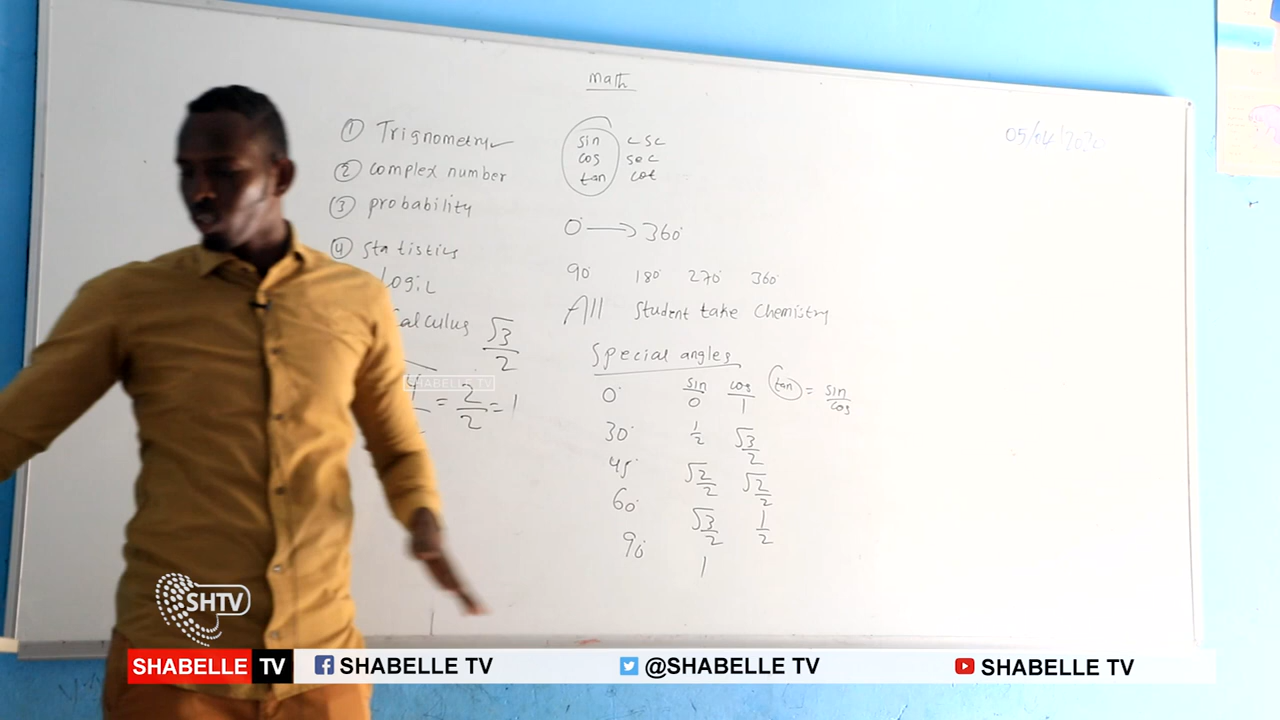 math
05/04/2020
① Trignometry
② complex number
③ probability
④ statistics
Logic
Calculus √3/2
= 2/2 = 1
sin csc
cos sec
tan cot
0° → 360°
90° 180° 270° 360°
All student take Chemistry
Special angles
sin cos tan = sin/cos
0° 0 1
30° 1/2 √3/2
45° √2/2 √2/2
60° √3/2 1/2
90° 1
SHABELLE TV
SHTV
SHABELLE TV SHABELLE TV @SHABELLE TV SHABELLE TV